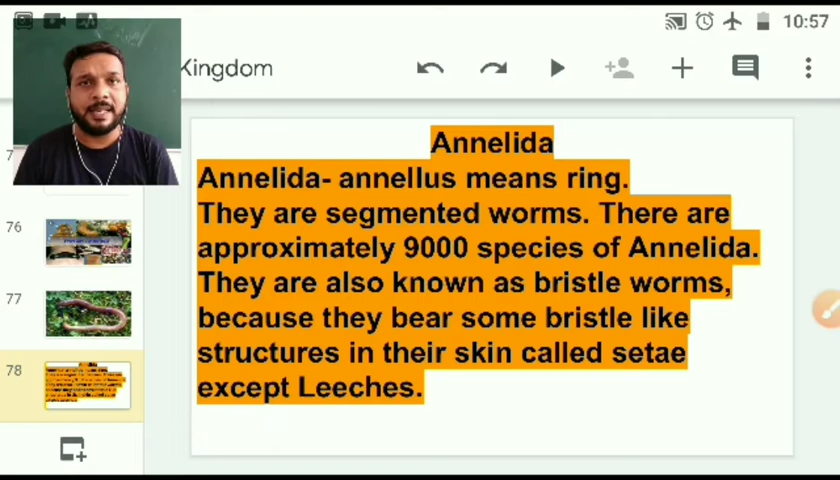 10:57
Kingdom
Annelida
Annelida- annellus means ring.
They are segmented worms. There are
approximately 9000 species of Annelida.
They are also known as bristle worms,
because they bear some bristle like
structures in their skin called setae
except Leeches.
76
77
78